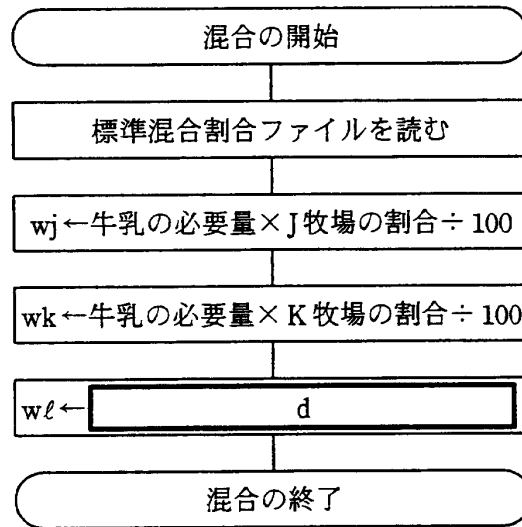 混合の開始
標準混合割合ファイルを読む
wj←牛乳の必要量×J牧場の割合÷100
wk←牛乳の必要量×K牧場の割合÷100
wℓ← d
混合の終了